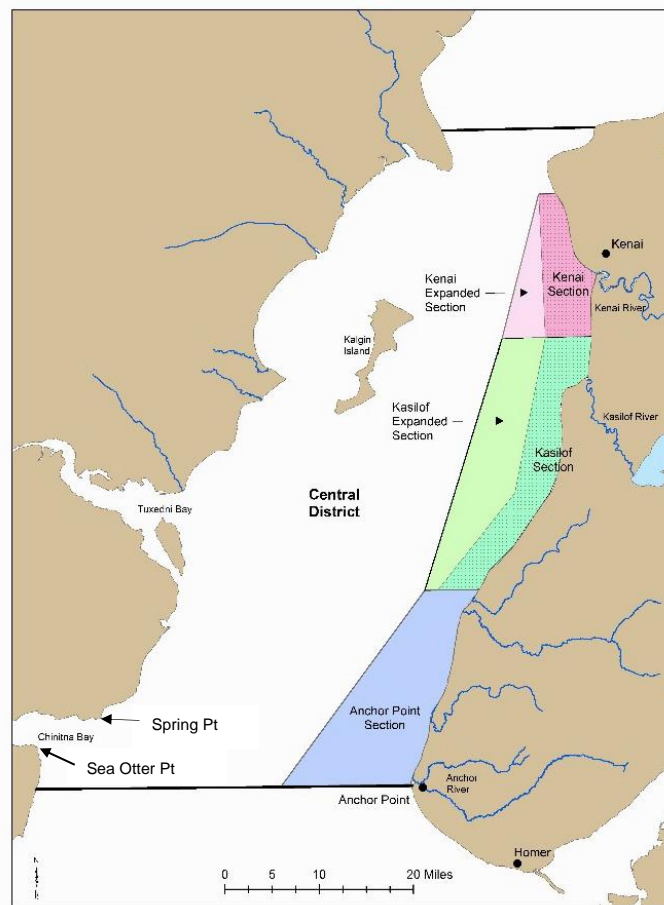 Kenai
Kenai
Expanded
Section
Kenai
Section
Kenai River
Kalgin
Island
Kasilof
Expanded
Section
Kasilof River
Kasilof
Section
Central
District
Tuxedni Bay
Anchor Point
Section
Spring Pt
Chinitna Bay
Sea Otter Pt
Anchor
River
Anchor Point
Homer
0 5 10 20 Miles